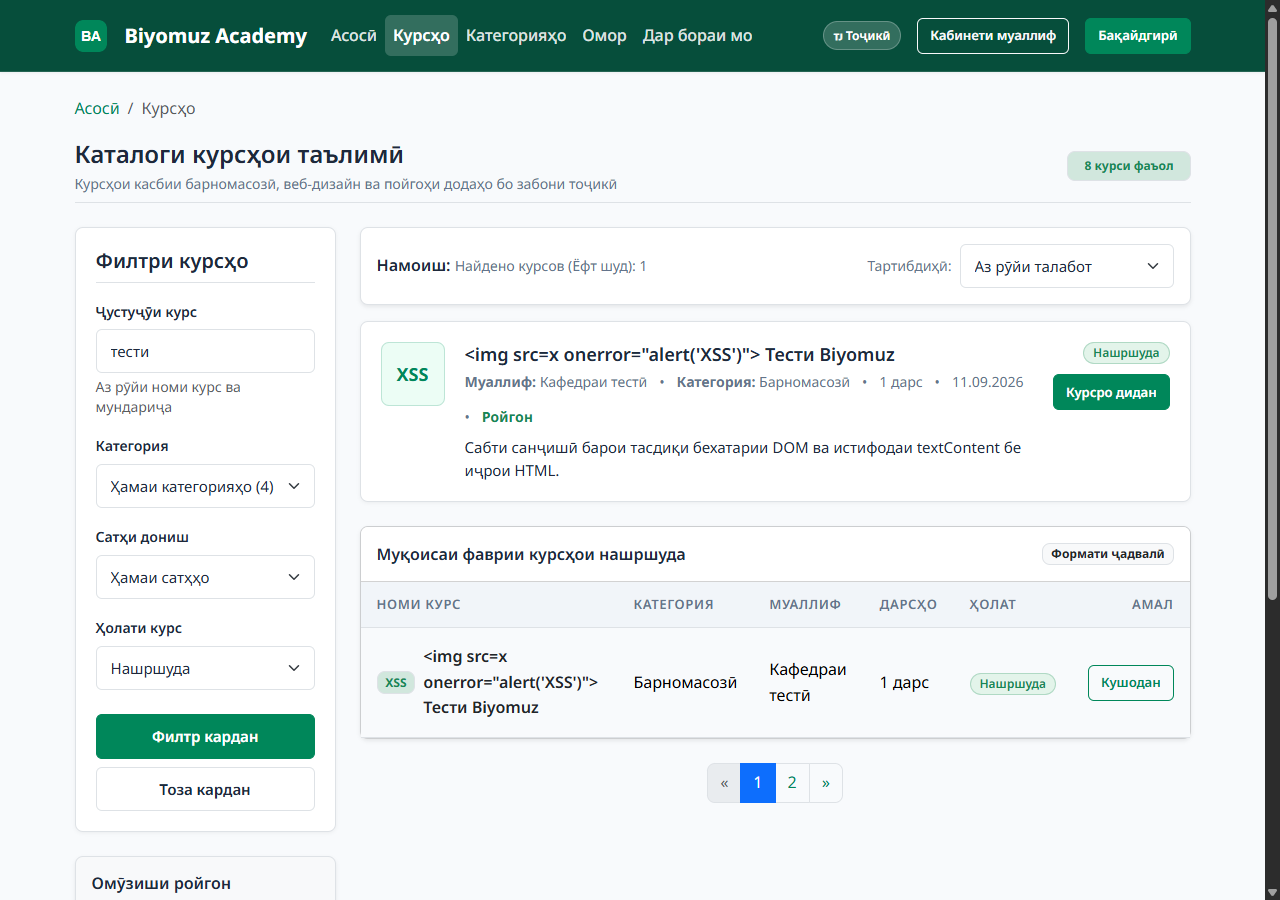 BA Biyomuz Academy Асосӣ Курсҳо Категорияҳо Омор Дар бораи мо TJ Тоҷикӣ Кабинети муаллиф Бақайдгирӣ
Асосӣ / Курсҳо
Каталоги курсҳои таълимӣ
Курсҳои касбии барномасозӣ, веб-дизайн ва пойгоҳи додаҳо бо забони тоҷикӣ
8 курси фаъол
Филтри курсҳо
Ҷустуҷӯи курс
тести
Аз рӯйи номи курс ва
мундариҷа
Категория
Ҳамаи категорияҳо (4)
Сатҳи дониш
Ҳамаи сатҳҳо
Ҳолати курс
Нашршуда
Филтр кардан
Тоза кардан
Омӯзиши ройгон
Намоиш: Найдено курсов (Ёфт шуд): 1
Тартибдиҳӣ: Аз рӯйи талабот
XSS
<img src=x onerror="alert('XSS')"> Тести Biyomuz
Муаллиф: Кафедраи тестӣ • Категория: Барномасозӣ • 1 дарс • 11.09.2026
• Ройгон
Сабти санҷишӣ барои тасдиқи бехатарии DOM ва истифодаи textContent бе
иҷрои HTML.
Нашршуда
Курсро дидан
Муқоисаи фаврии курсҳои нашршуда
Формати ҷадвалӣ
НОМИ КУРС КАТЕГОРИЯ МУАЛЛИФ ДАРСҲО ҲОЛАТ АМАЛ
XSS
<img src=x
onerror="alert('XSS')">
Тести Biyomuz
Барномасозӣ
Кафедраи
тестӣ
1 дарс
Нашршуда
Кушодан
« 1 2 »